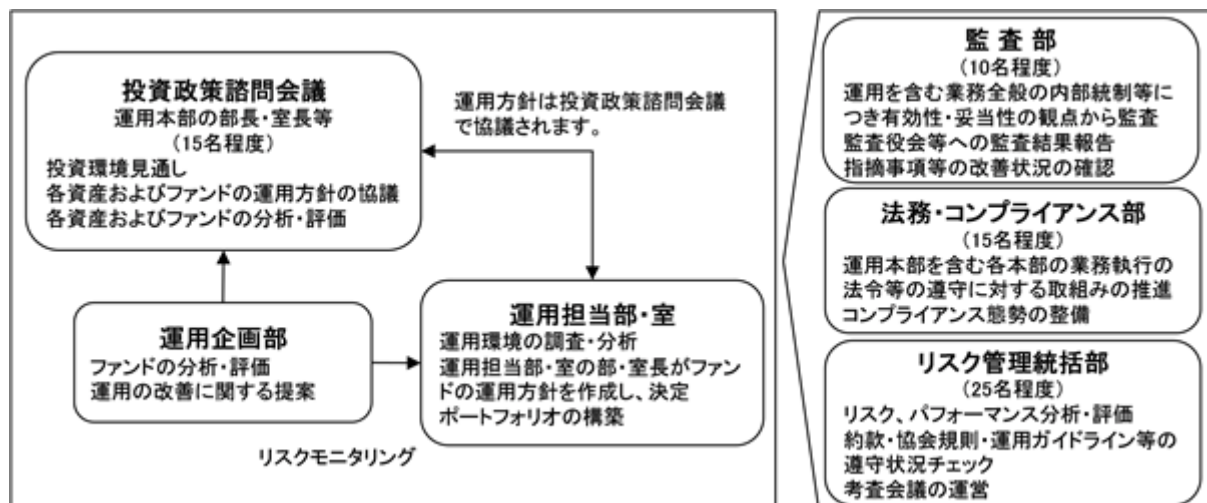 投資政策諮問会議
運用本部の部長・室長等
(15名程度)
投資環境見通し
各資産およびファンドの運用方針の協議
各資産およびファンドの分析・評価
運用方針は投資政策諮問会議
で協議されます。
運用企画部
ファンドの分析・評価
運用の改善に関する提案
運用担当部・室
運用環境の調査・分析
運用担当部・室の部・室長がファン
ドの運用方針を作成し、決定
ポートフォリオの構築
リスクモニタリング
監 査 部
(10名程度)
運用を含む業務全般の内部統制等に
つき有効性・妥当性の観点から監査
監査役会等への監査結果報告
指摘事項等の改善状況の確認
法務・コンプライアンス部
(15名程度)
運用本部を含む各本部の業務執行の
法令等の遵守に対する取組みの推進
コンプライアンス態勢の整備
リスク管理統括部
(25名程度)
リスク、パフォーマンス分析・評価
約款・協会規則・運用ガイドライン等の
遵守状況チェック
考査会議の運営